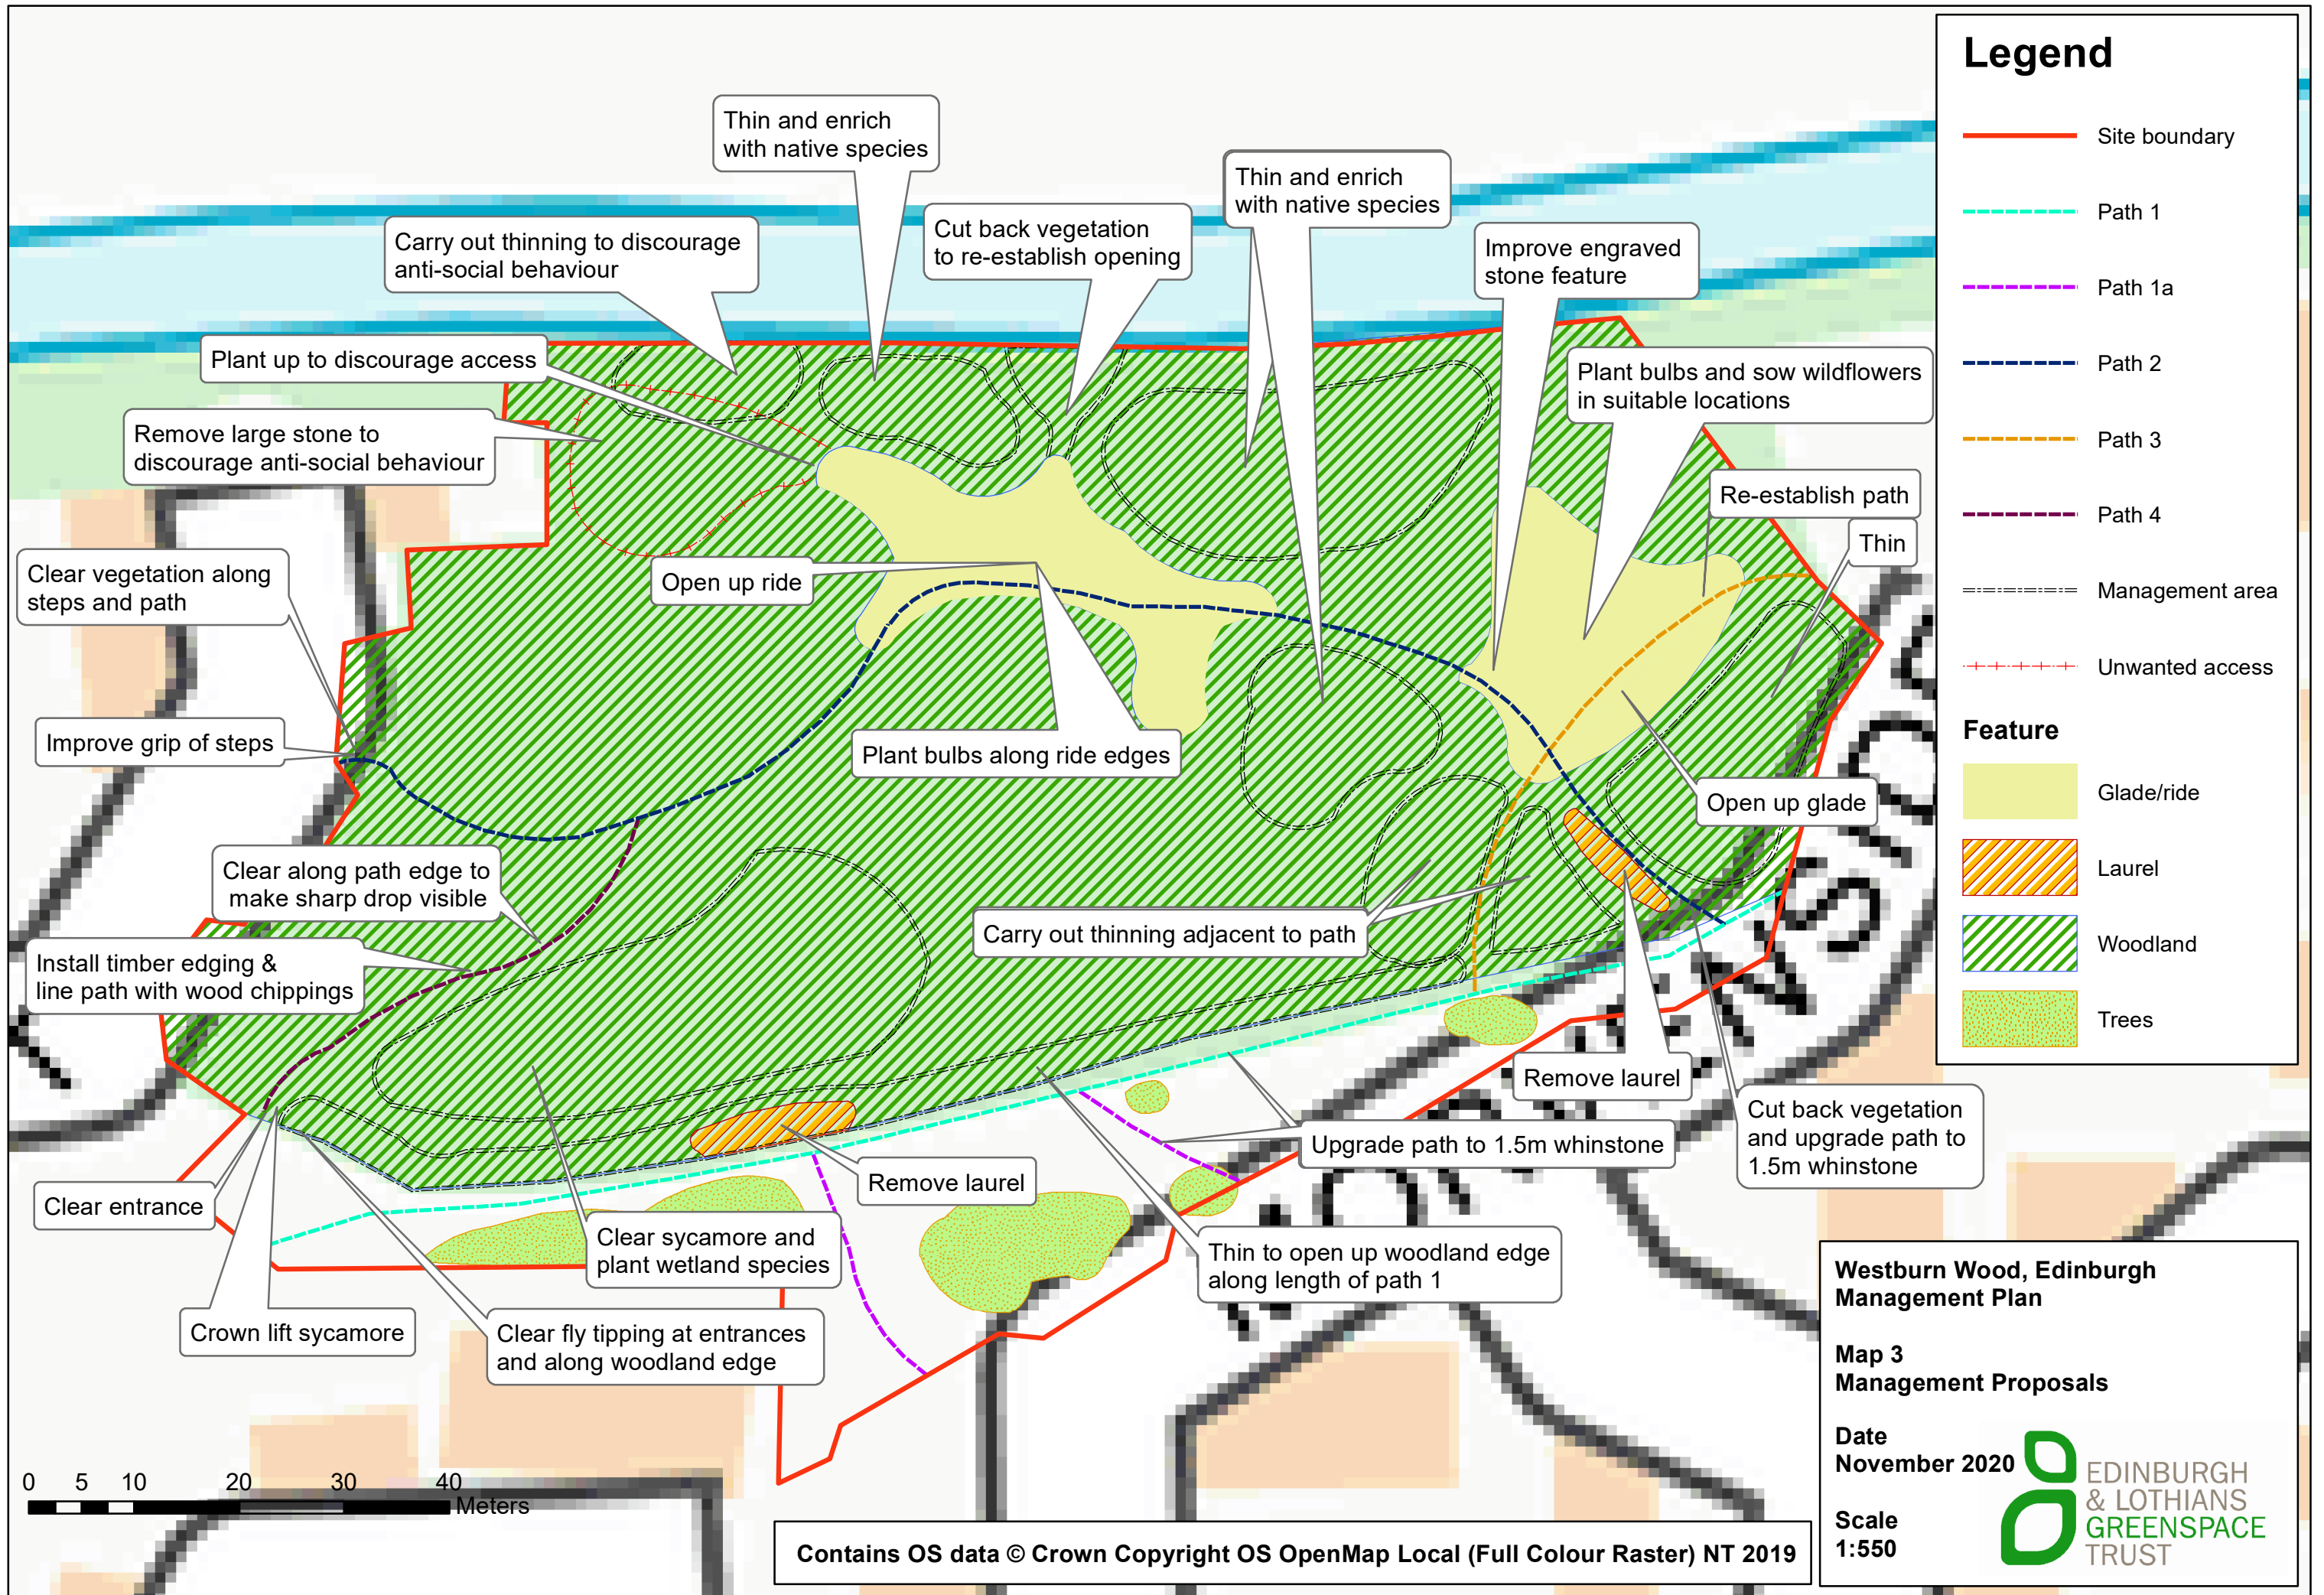 Legend
Site boundary
Path 1
Path 1a
Path 2
Path 3
Path 4
Management area
Unwanted access
Feature
Glade/ride
Laurel
Woodland
Trees
Thin and enrich
with native species
Thin and enrich
with native species
Carry out thinning to discourage
anti-social behaviour
Cut back vegetation
to re-establish opening
Improve engraved
stone feature
Plant up to discourage access
Plant bulbs and sow wildflowers
in suitable locations
Remove large stone to
discourage anti-social behaviour
Re-establish path
Thin
Clear vegetation along
steps and path
Open up ride
Improve grip of steps
Plant bulbs along ride edges
Open up glade
Clear along path edge to
make sharp drop visible
Carry out thinning adjacent to path
Install timber edging &
line path with wood chippings
Remove laurel
Cut back vegetation
and upgrade path to
1.5m whinstone
Upgrade path to 1.5m whinstone
Remove laurel
Clear entrance
Clear sycamore and
plant wetland species
Thin to open up woodland edge
along length of path 1
Crown lift sycamore
Clear fly tipping at entrances
and along woodland edge
0 5 10 20 30 40
Meters
Westburn Wood, Edinburgh
Management Plan
Map 3
Management Proposals
Date
November 2020
Scale
1:550
EDINBURGH
& LOTHIANS
GREENSPACE
TRUST
Contains OS data © Crown Copyright OS OpenMap Local (Full Colour Raster) NT 2019